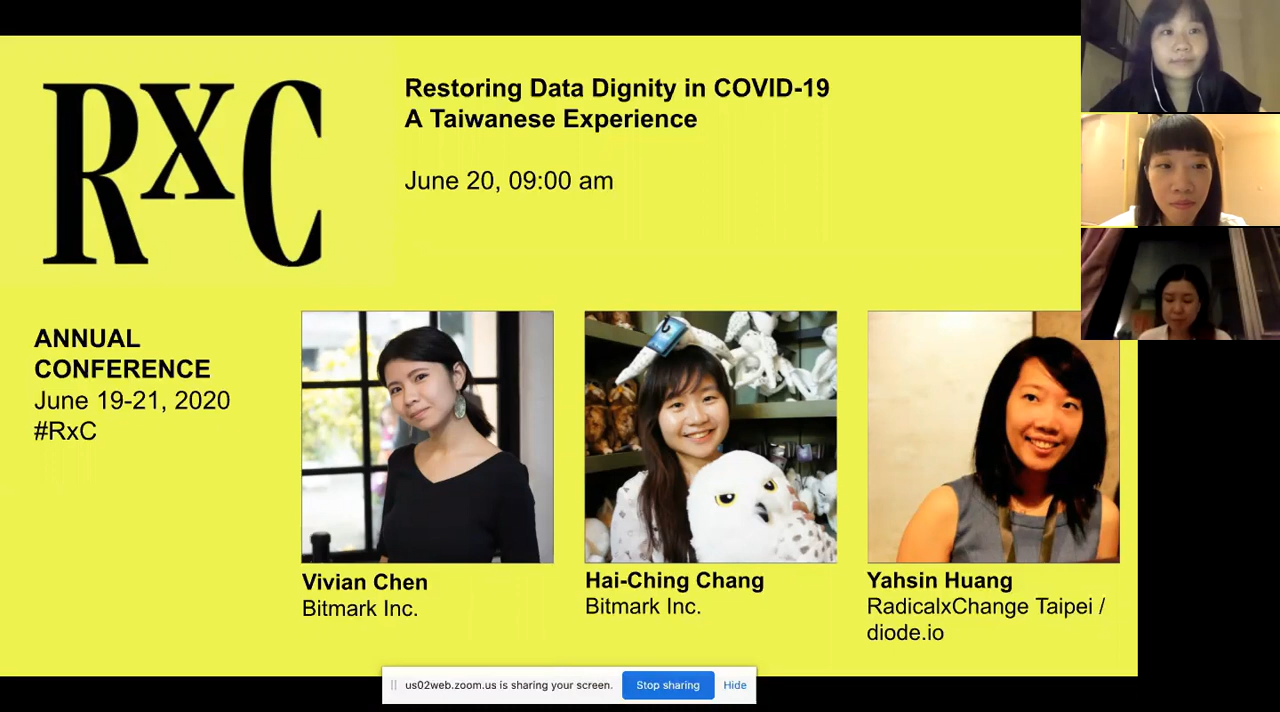 RxC
Restoring Data Dignity in COVID-19
A Taiwanese Experience
June 20, 09:00 am
ANNUAL
CONFERENCE
June 19-21, 2020
#RxC
Vivian Chen
Bitmark Inc.
Hai-Ching Chang
Bitmark Inc.
Yahsin Huang
RadicalxChange Taipei /
diode.io
us02web.zoom.us is sharing your screen.
Stop sharing
Hide